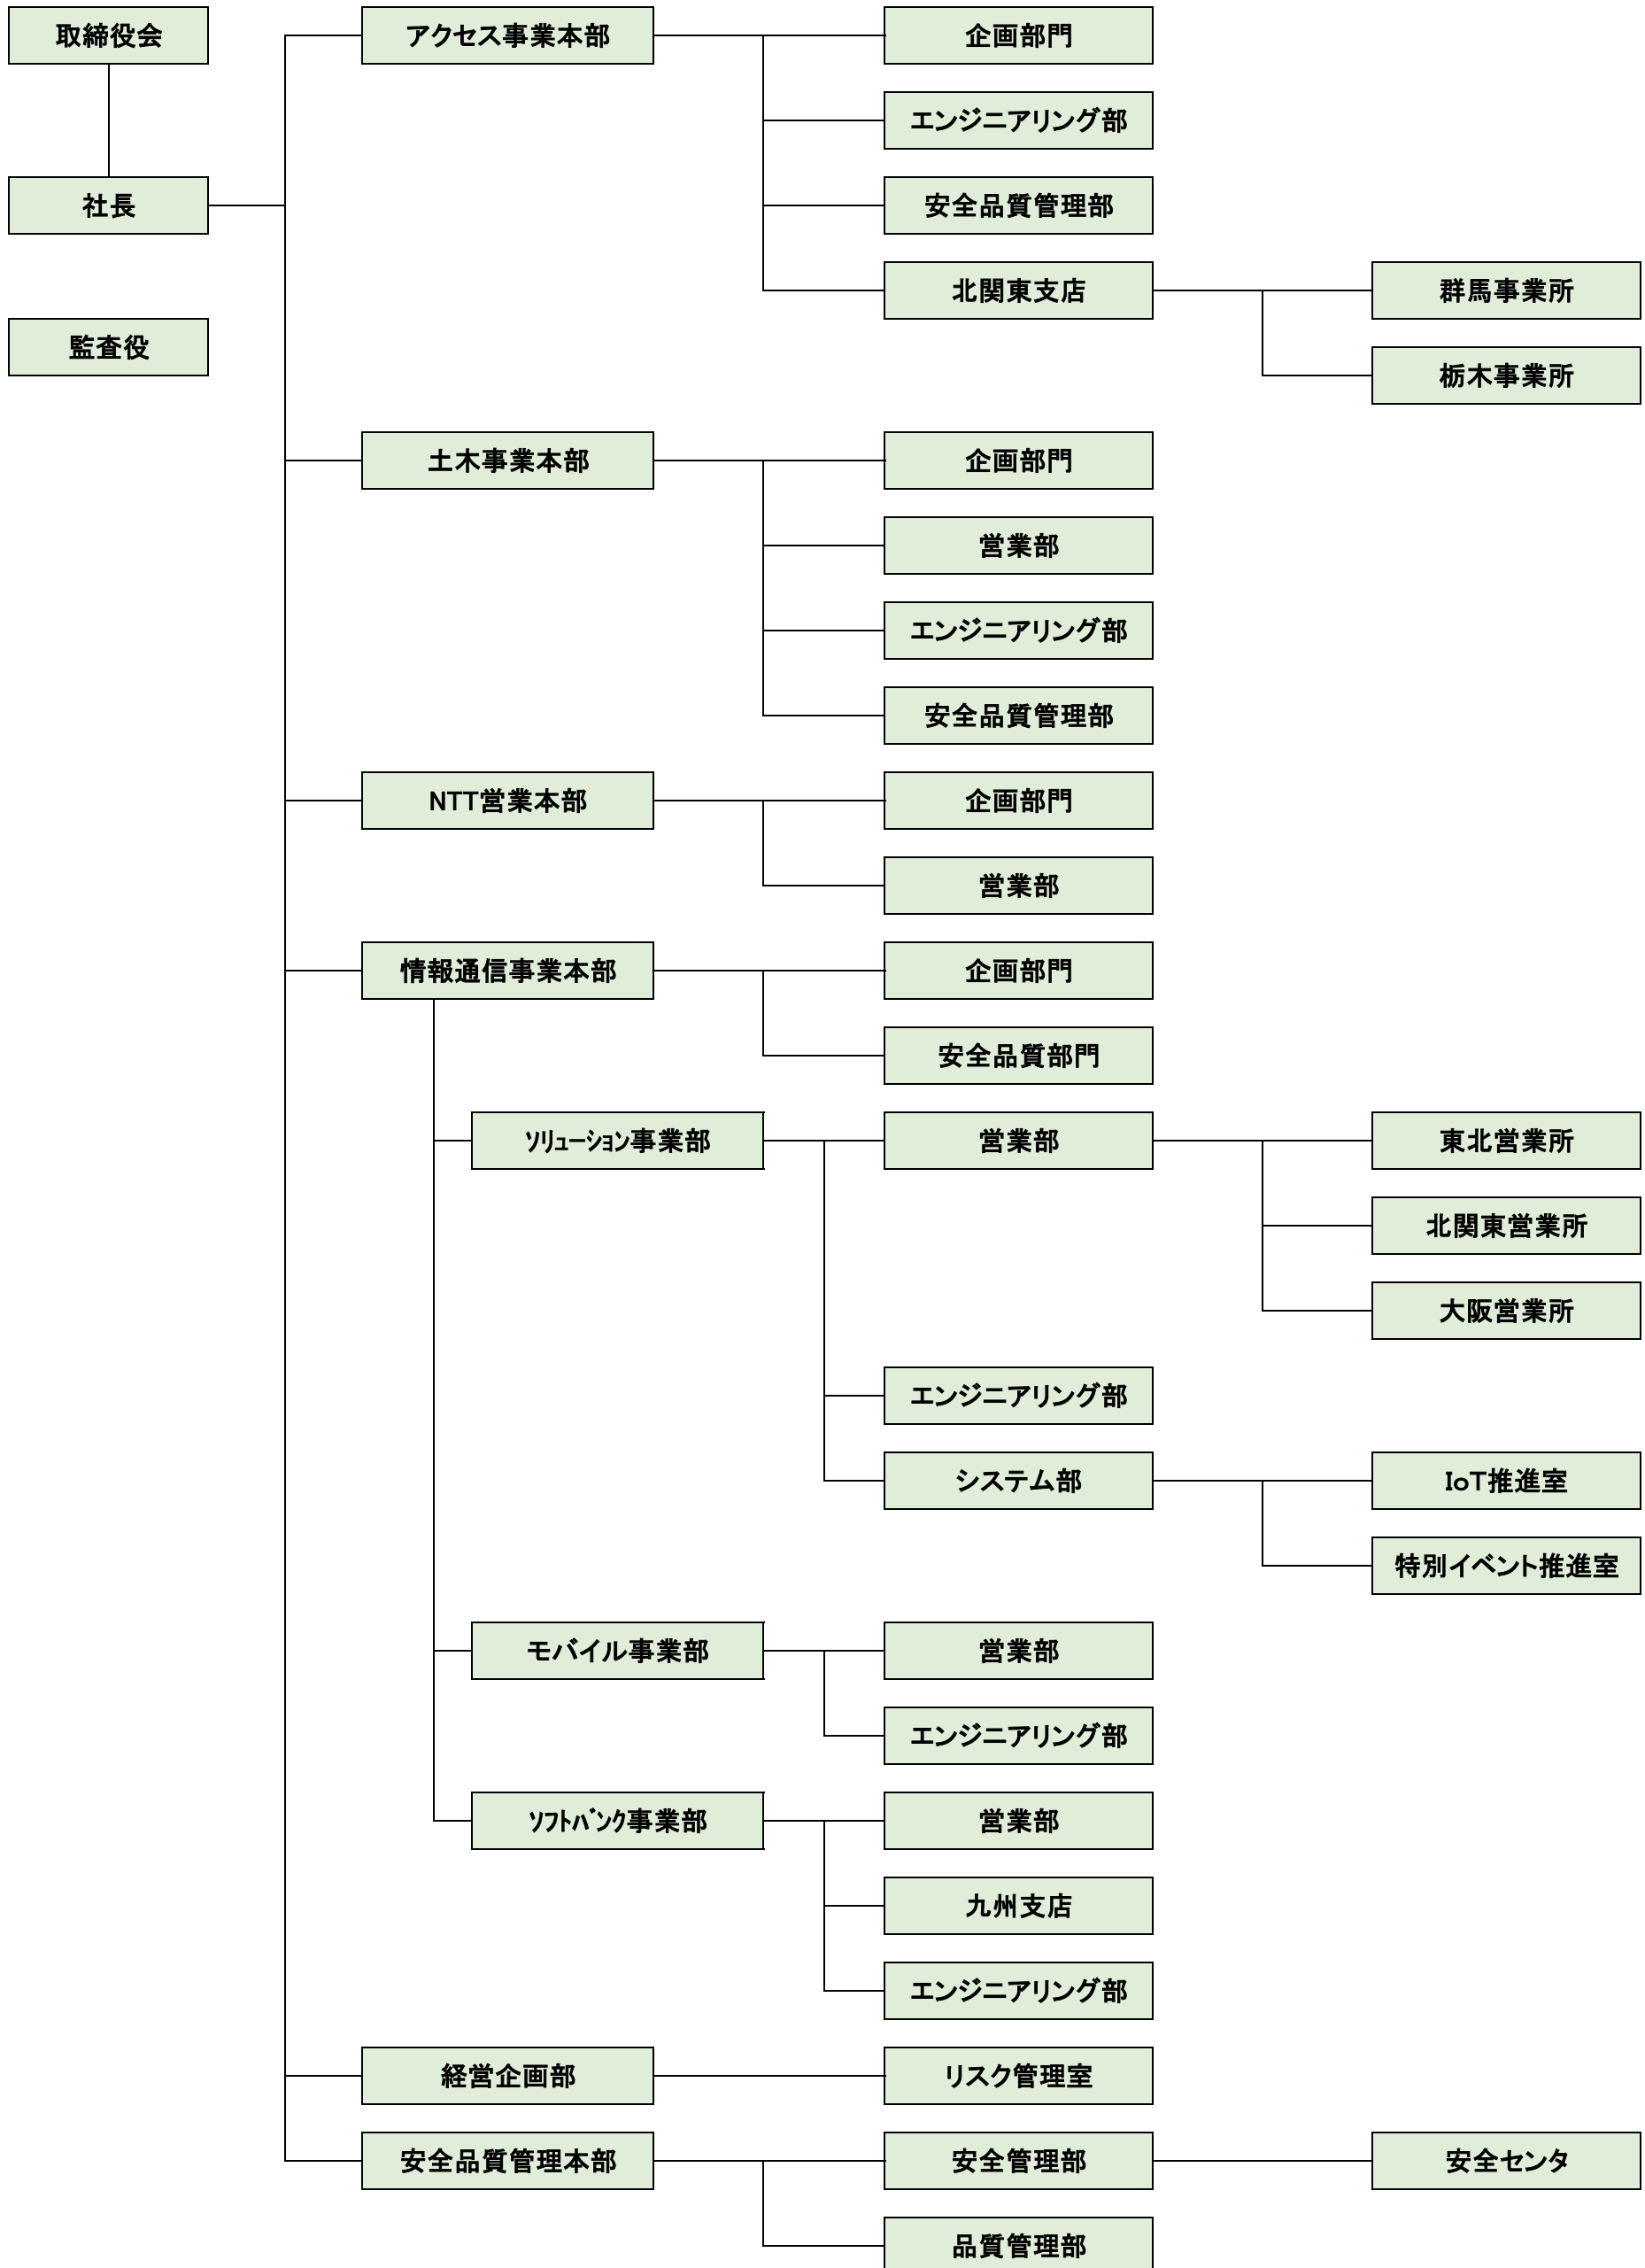 取締役会
アクセス事業本部
企画部門
エンジニアリング部
社長
安全品質管理部
北関東支店
群馬事業所
監査役
栃木事業所
土木事業本部
企画部門
営業部
エンジニアリング部
安全品質管理部
NTT営業本部
企画部門
営業部
情報通信事業本部
企画部門
安全品質部門
ｿﾘｭｰｼｮﾝ事業部
営業部
東北営業所
北関東営業所
大阪営業所
エンジニアリング部
システム部
IoT推進室
特別イベント推進室
モバイル事業部
営業部
エンジニアリング部
ｿﾌﾄﾊﾞﾝｸ事業部
営業部
九州支店
エンジニアリング部
経営企画部
リスク管理室
安全品質管理本部
安全管理部
安全センタ
品質管理部